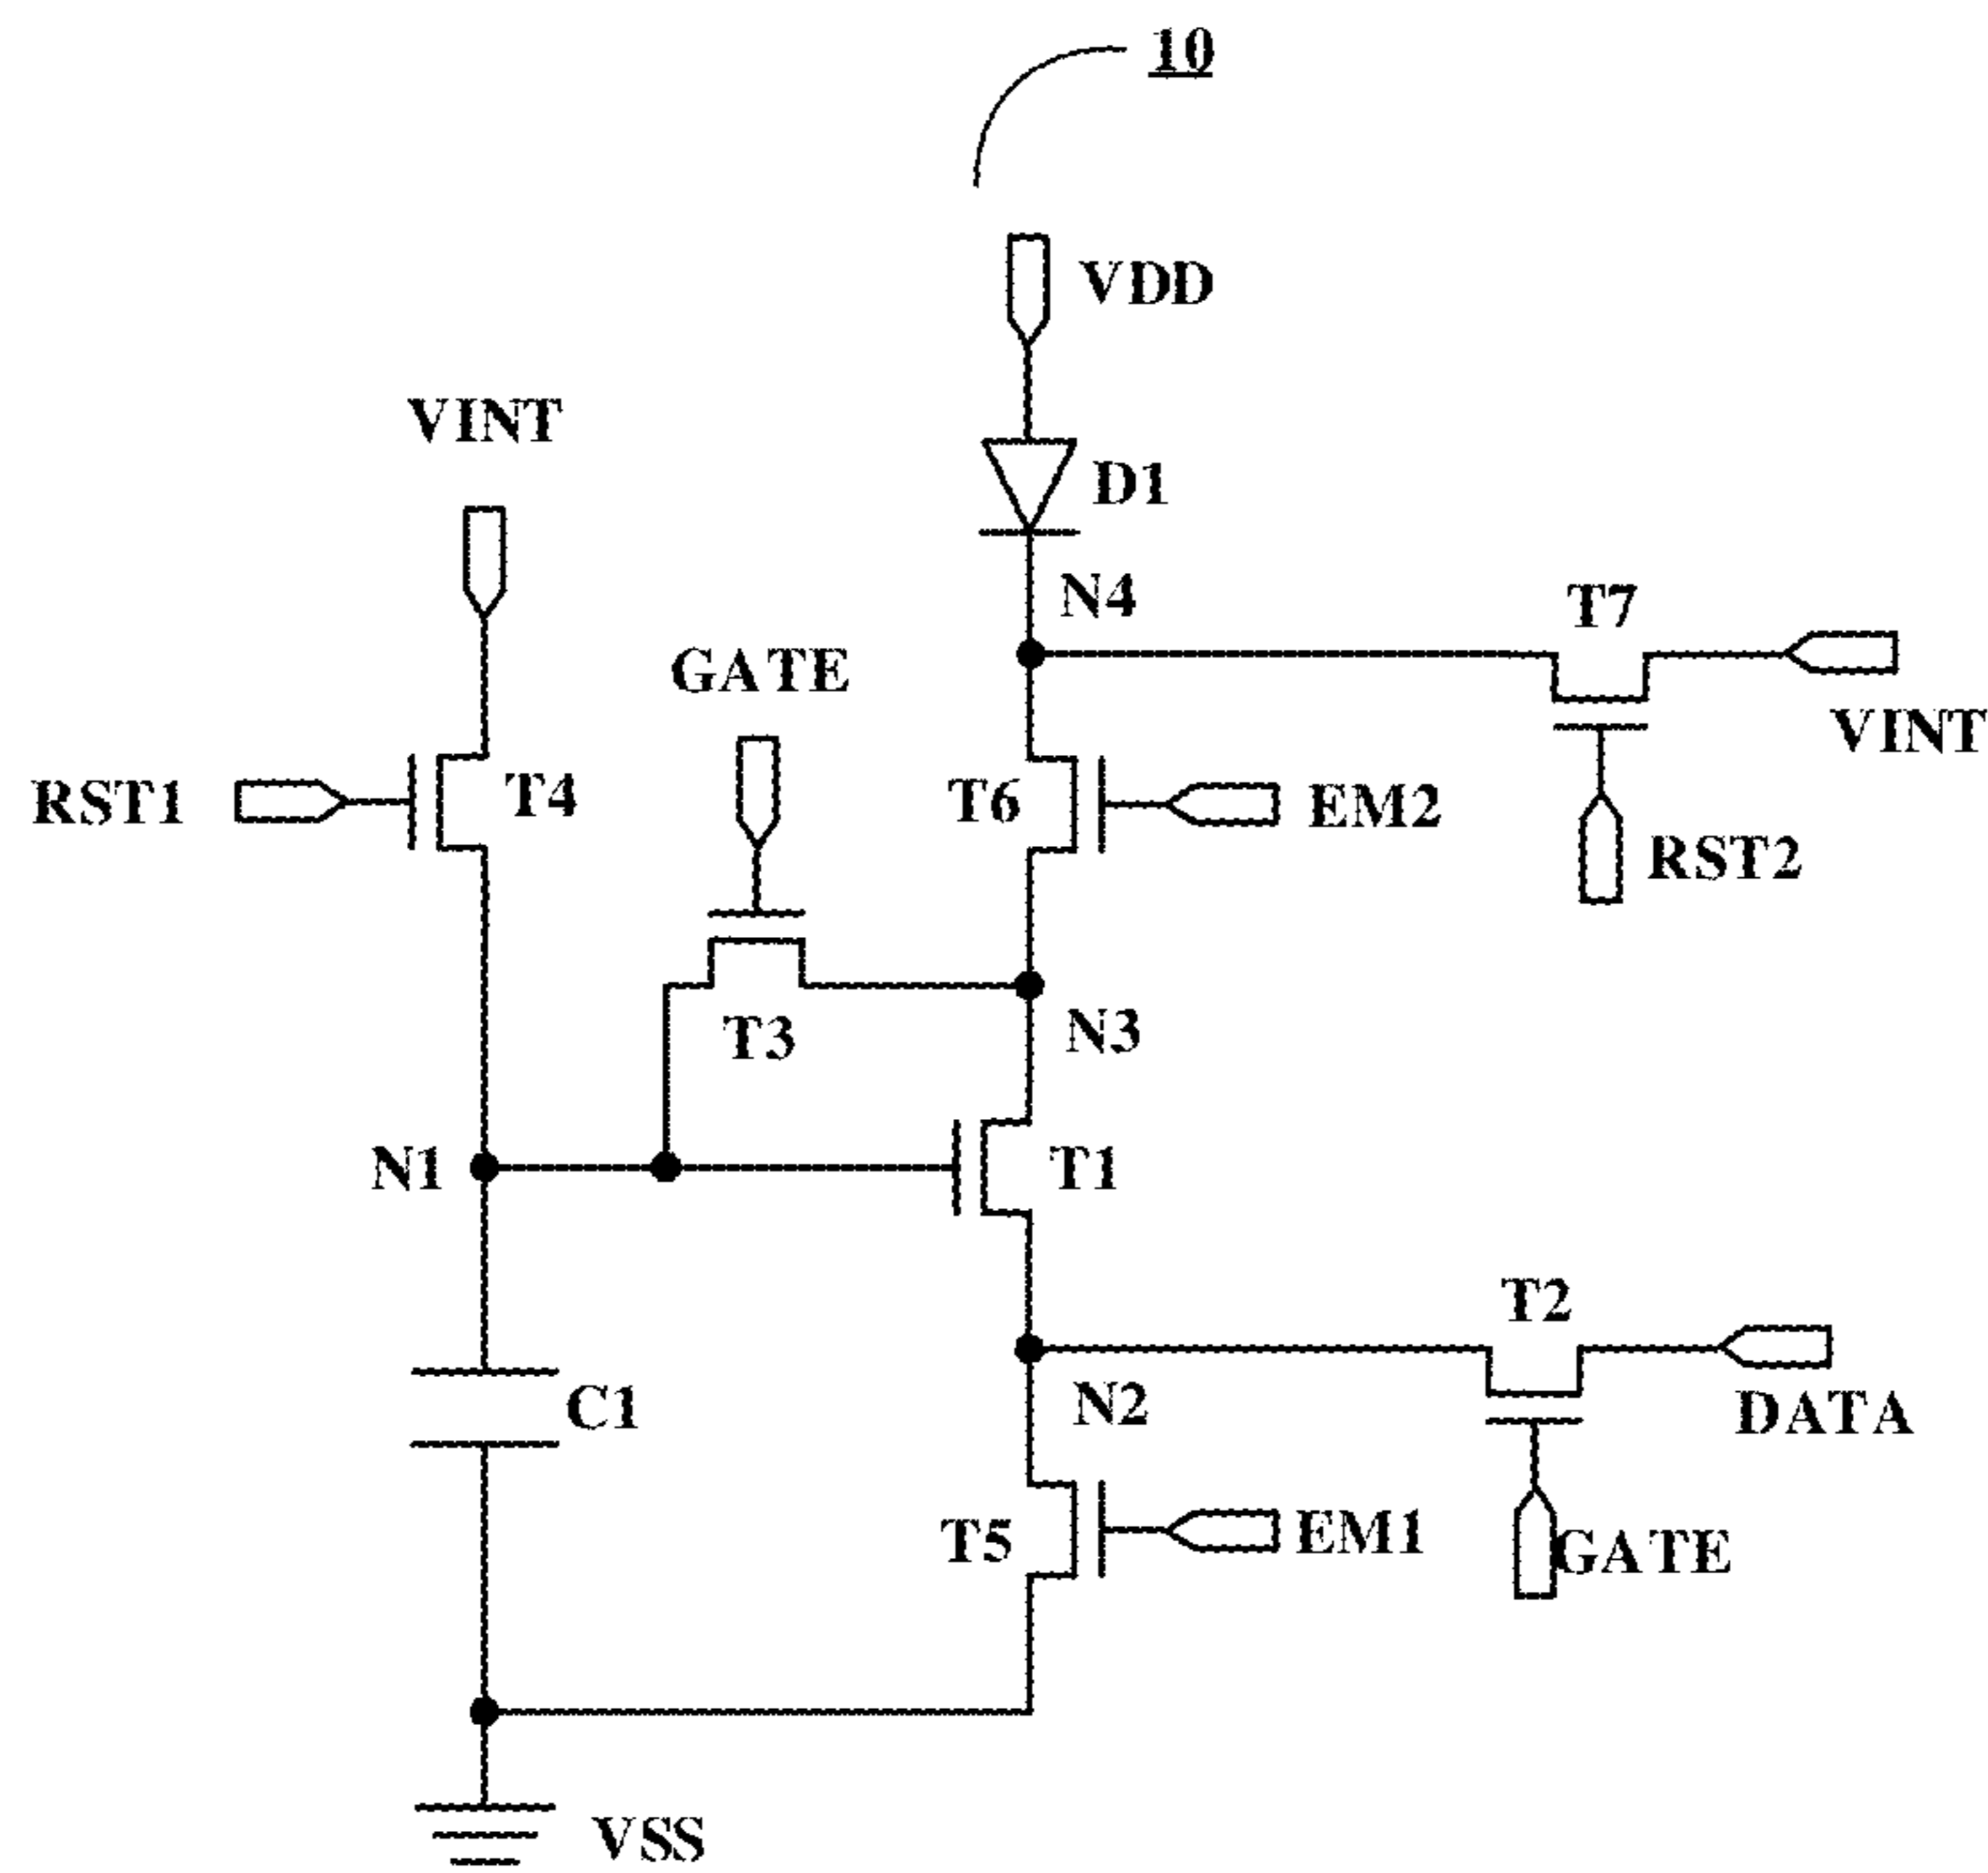 10
VDD
VINT
D1
N4
T7
GATE
VINT
RST1
T4
T6
EM2
RST2
T3
N3
N1
T1
T2
C1
N2
DATA
T5
EM1
GATE
VSS